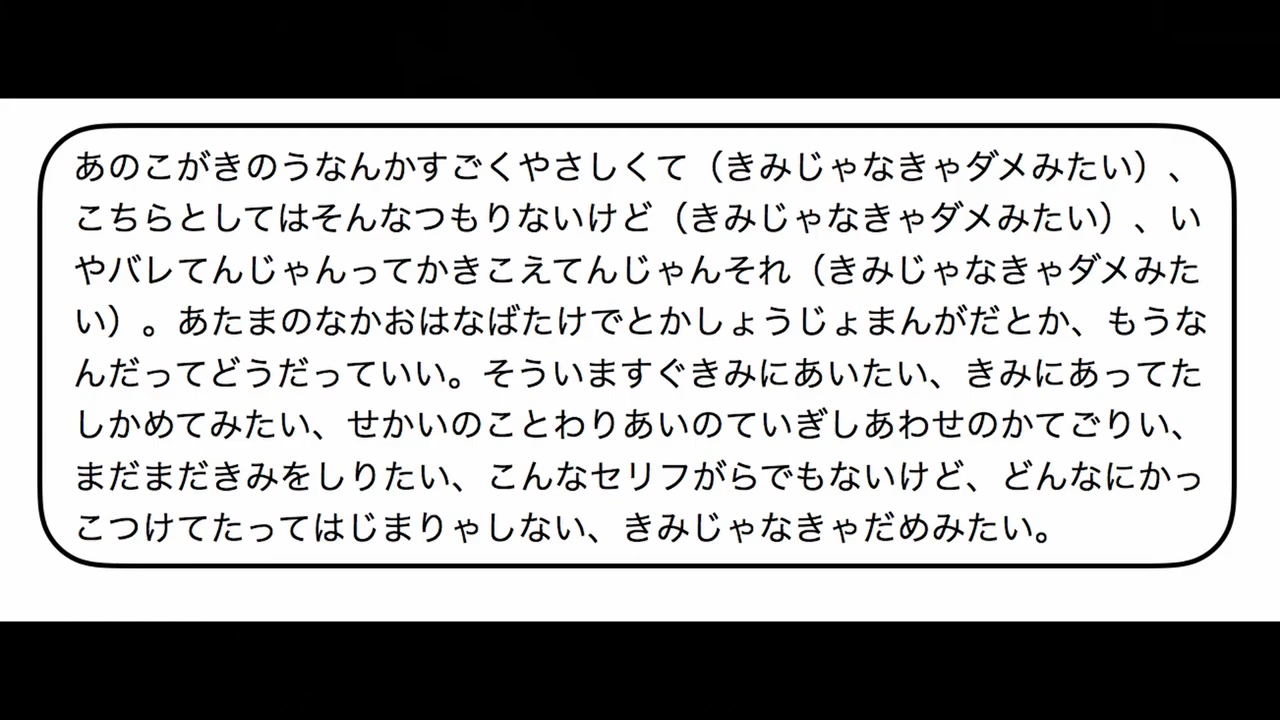 あのこがきのうなんかすごくやさしくて（きみじゃなきゃダメみたい）、
こちらとしてはそんなつもりないけど（きみじゃなきゃダメみたい）、い
やバレてんじゃんってかきこえてんじゃんそれ（きみじゃなきゃダメみた
い）。あたまのなかおはなばたけでとかしょうじょまんがだとか、もうな
んだってどうだっていい。そういますぐきみにあいたい、きみにあってた
しかめてみたい、せかいのことわりあいのていぎしあわせのかてごりい、
まだまだきみをしりたい、こんなセリフがらでもないけど、どんなにかっ
こつけてたってはじまりゃしない、きみじゃなきゃだめみたい。